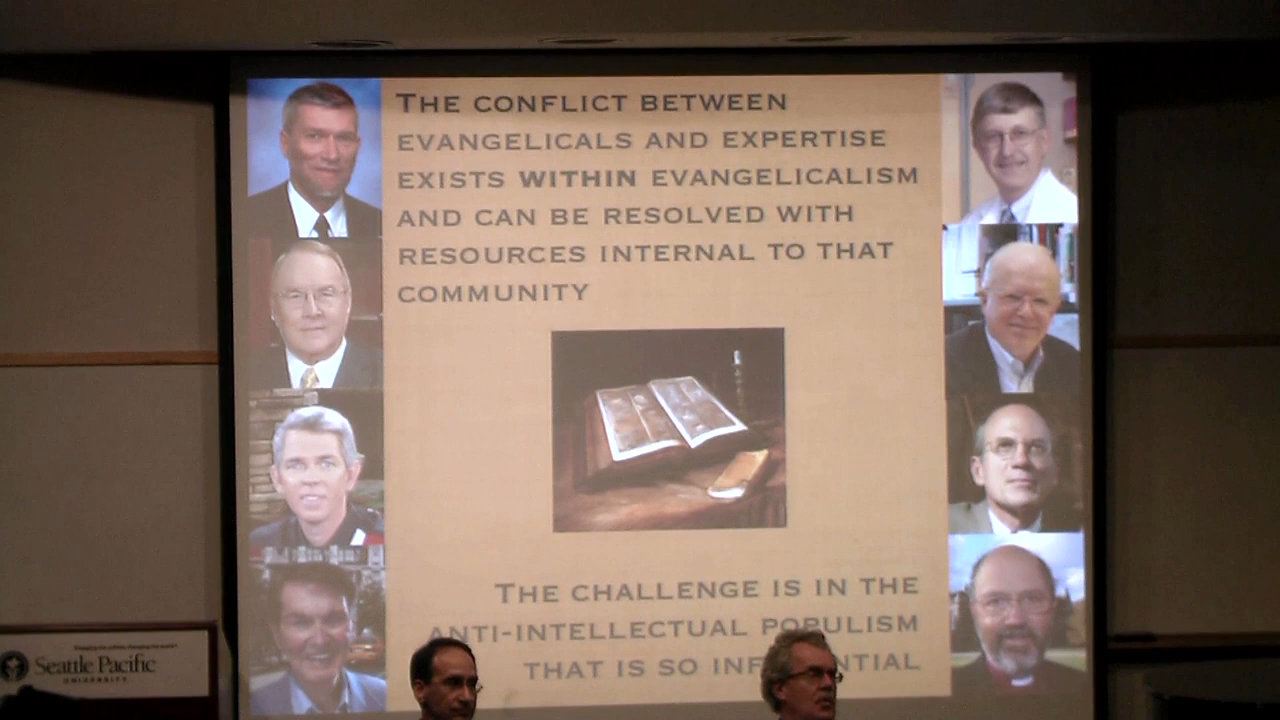 THE CONFLICT BETWEEN
EVANGELICALS AND EXPERTISE
EXISTS WITHIN EVANGELICALISM
AND CAN BE RESOLVED WITH
RESOURCES INTERNAL TO THAT
COMMUNITY
THE CHALLENGE IS IN THE
ANTI-INTELLECTUAL POPULISM
THAT IS SO
Seattle Pacific
UNIVERSITY